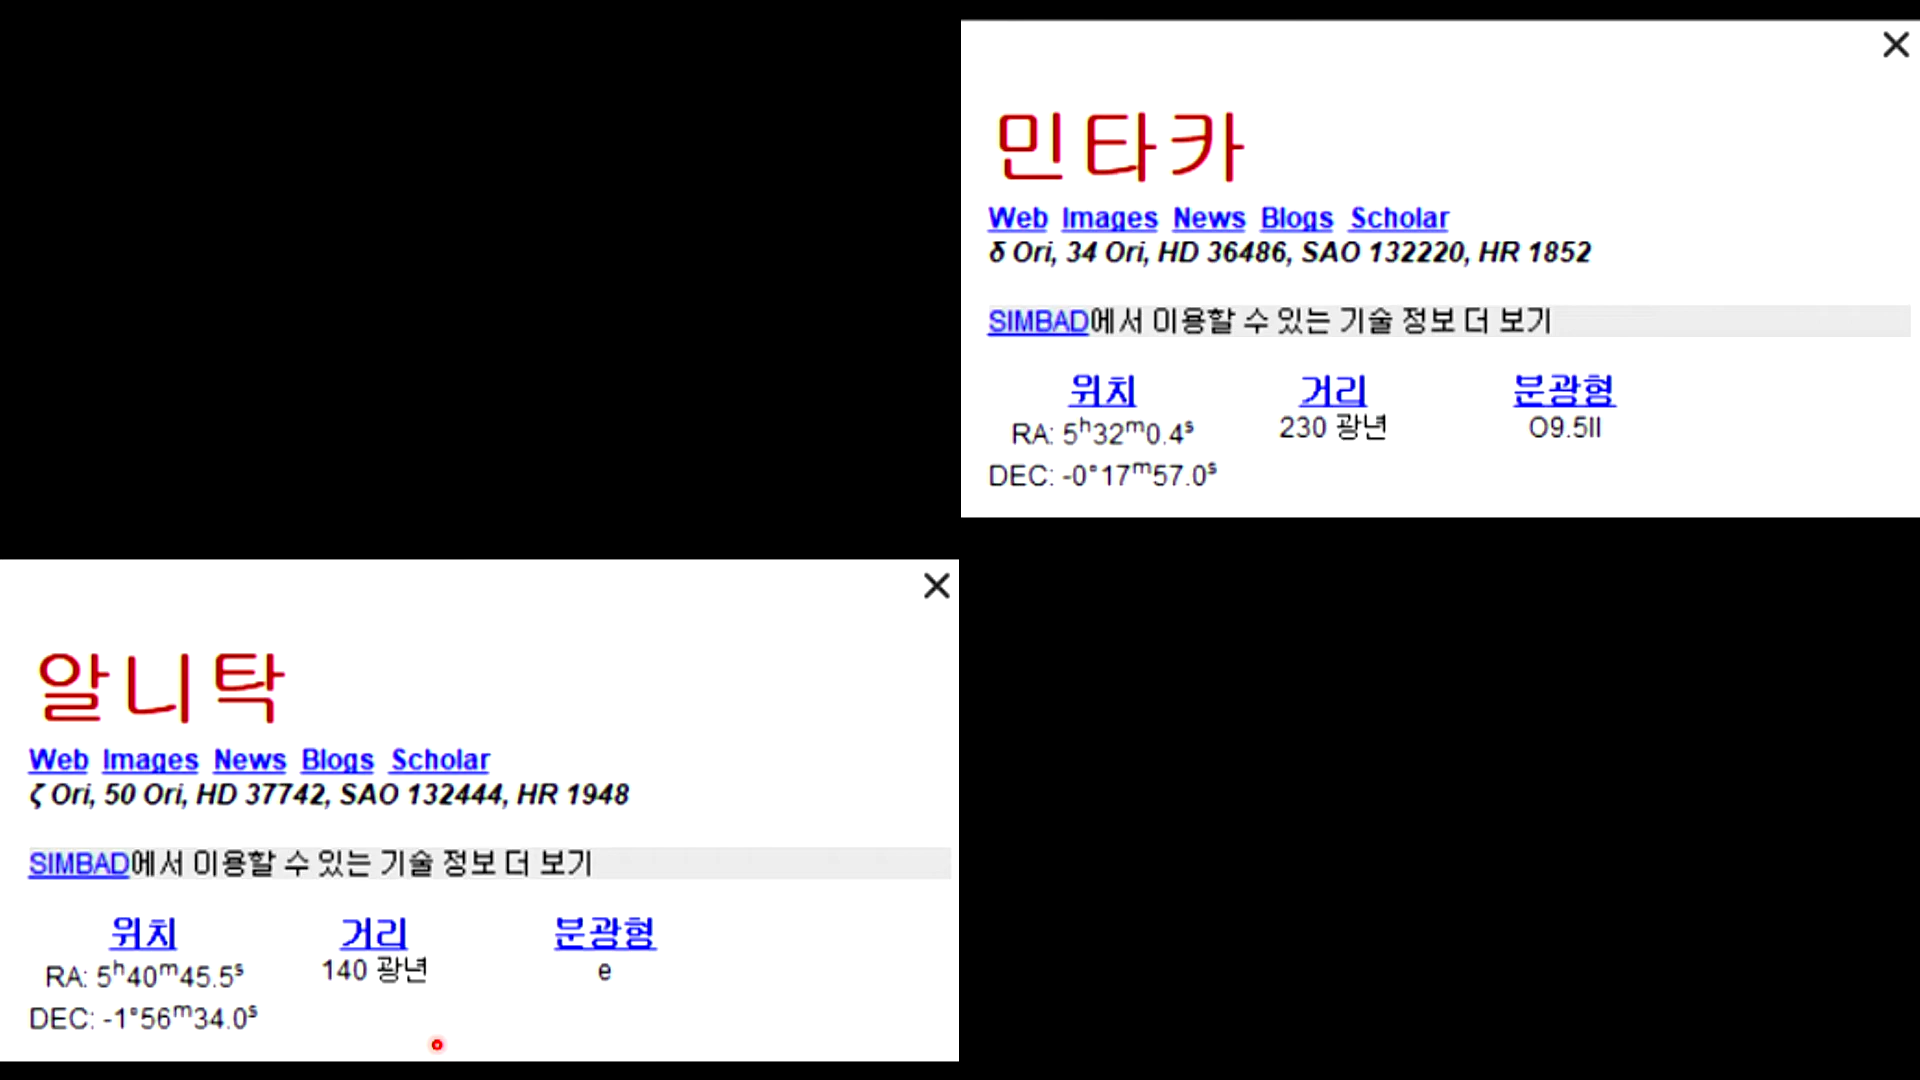 민타카
Web Images News Blogs Scholar
δ Ori, 34 Ori, HD 36486, SAO 132220, HR 1852
SIMBAD에서 이용할 수 있는 기술 정보 더 보기
위치 거리 분광형
RA: 5ʰ32ᵐ0.4ˢ 230 광년 O9.5II
DEC: -0°17ᵐ57.0ˢ
알니탁
Web Images News Blogs Scholar
ζ Ori, 50 Ori, HD 37742, SAO 132444, HR 1948
SIMBAD에서 이용할 수 있는 기술 정보 더 보기
위치 거리 분광형
RA: 5ʰ40ᵐ45.5ˢ 140 광년 e
DEC: -1°56ᵐ34.0ˢ